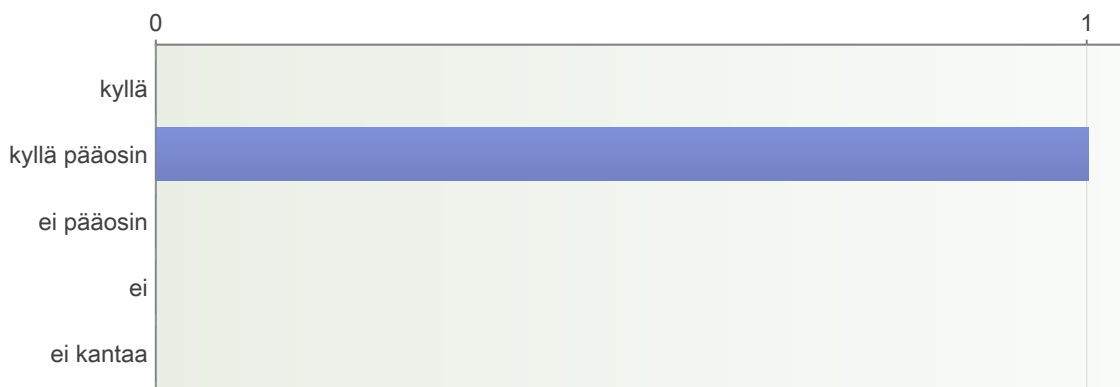 0 1
kyllä
kyllä pääosin
ei pääosin
ei
ei kantaa